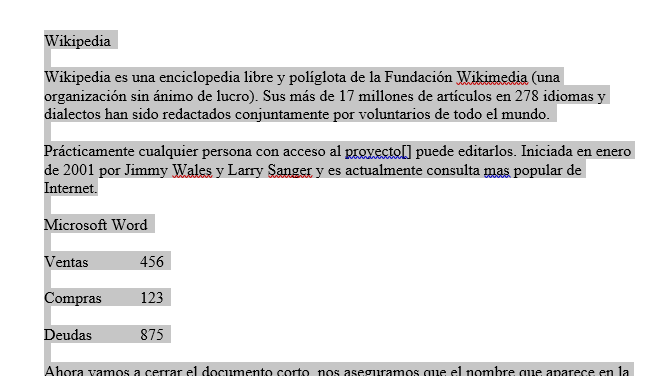 Wikipedia
Wikipedia es una enciclopedia libre y políglota de la Fundación Wikimedia (una
organización sin ánimo de lucro). Sus más de 17 millones de artículos en 278 idiomas y
dialectos han sido redactados conjuntamente por voluntarios de todo el mundo.
Prácticamente cualquier persona con acceso al proyecto[] puede editarlos. Iniciada en enero
de 2001 por Jimmy Wales y Larry Sanger y es actualmente consulta mas popular de
Internet.
Microsoft Word
Ventas 456
Compras 123
Deudas 875
Ahora vamos a cerrar el documento corto, nos aseguramos que el nombre que aparece en la